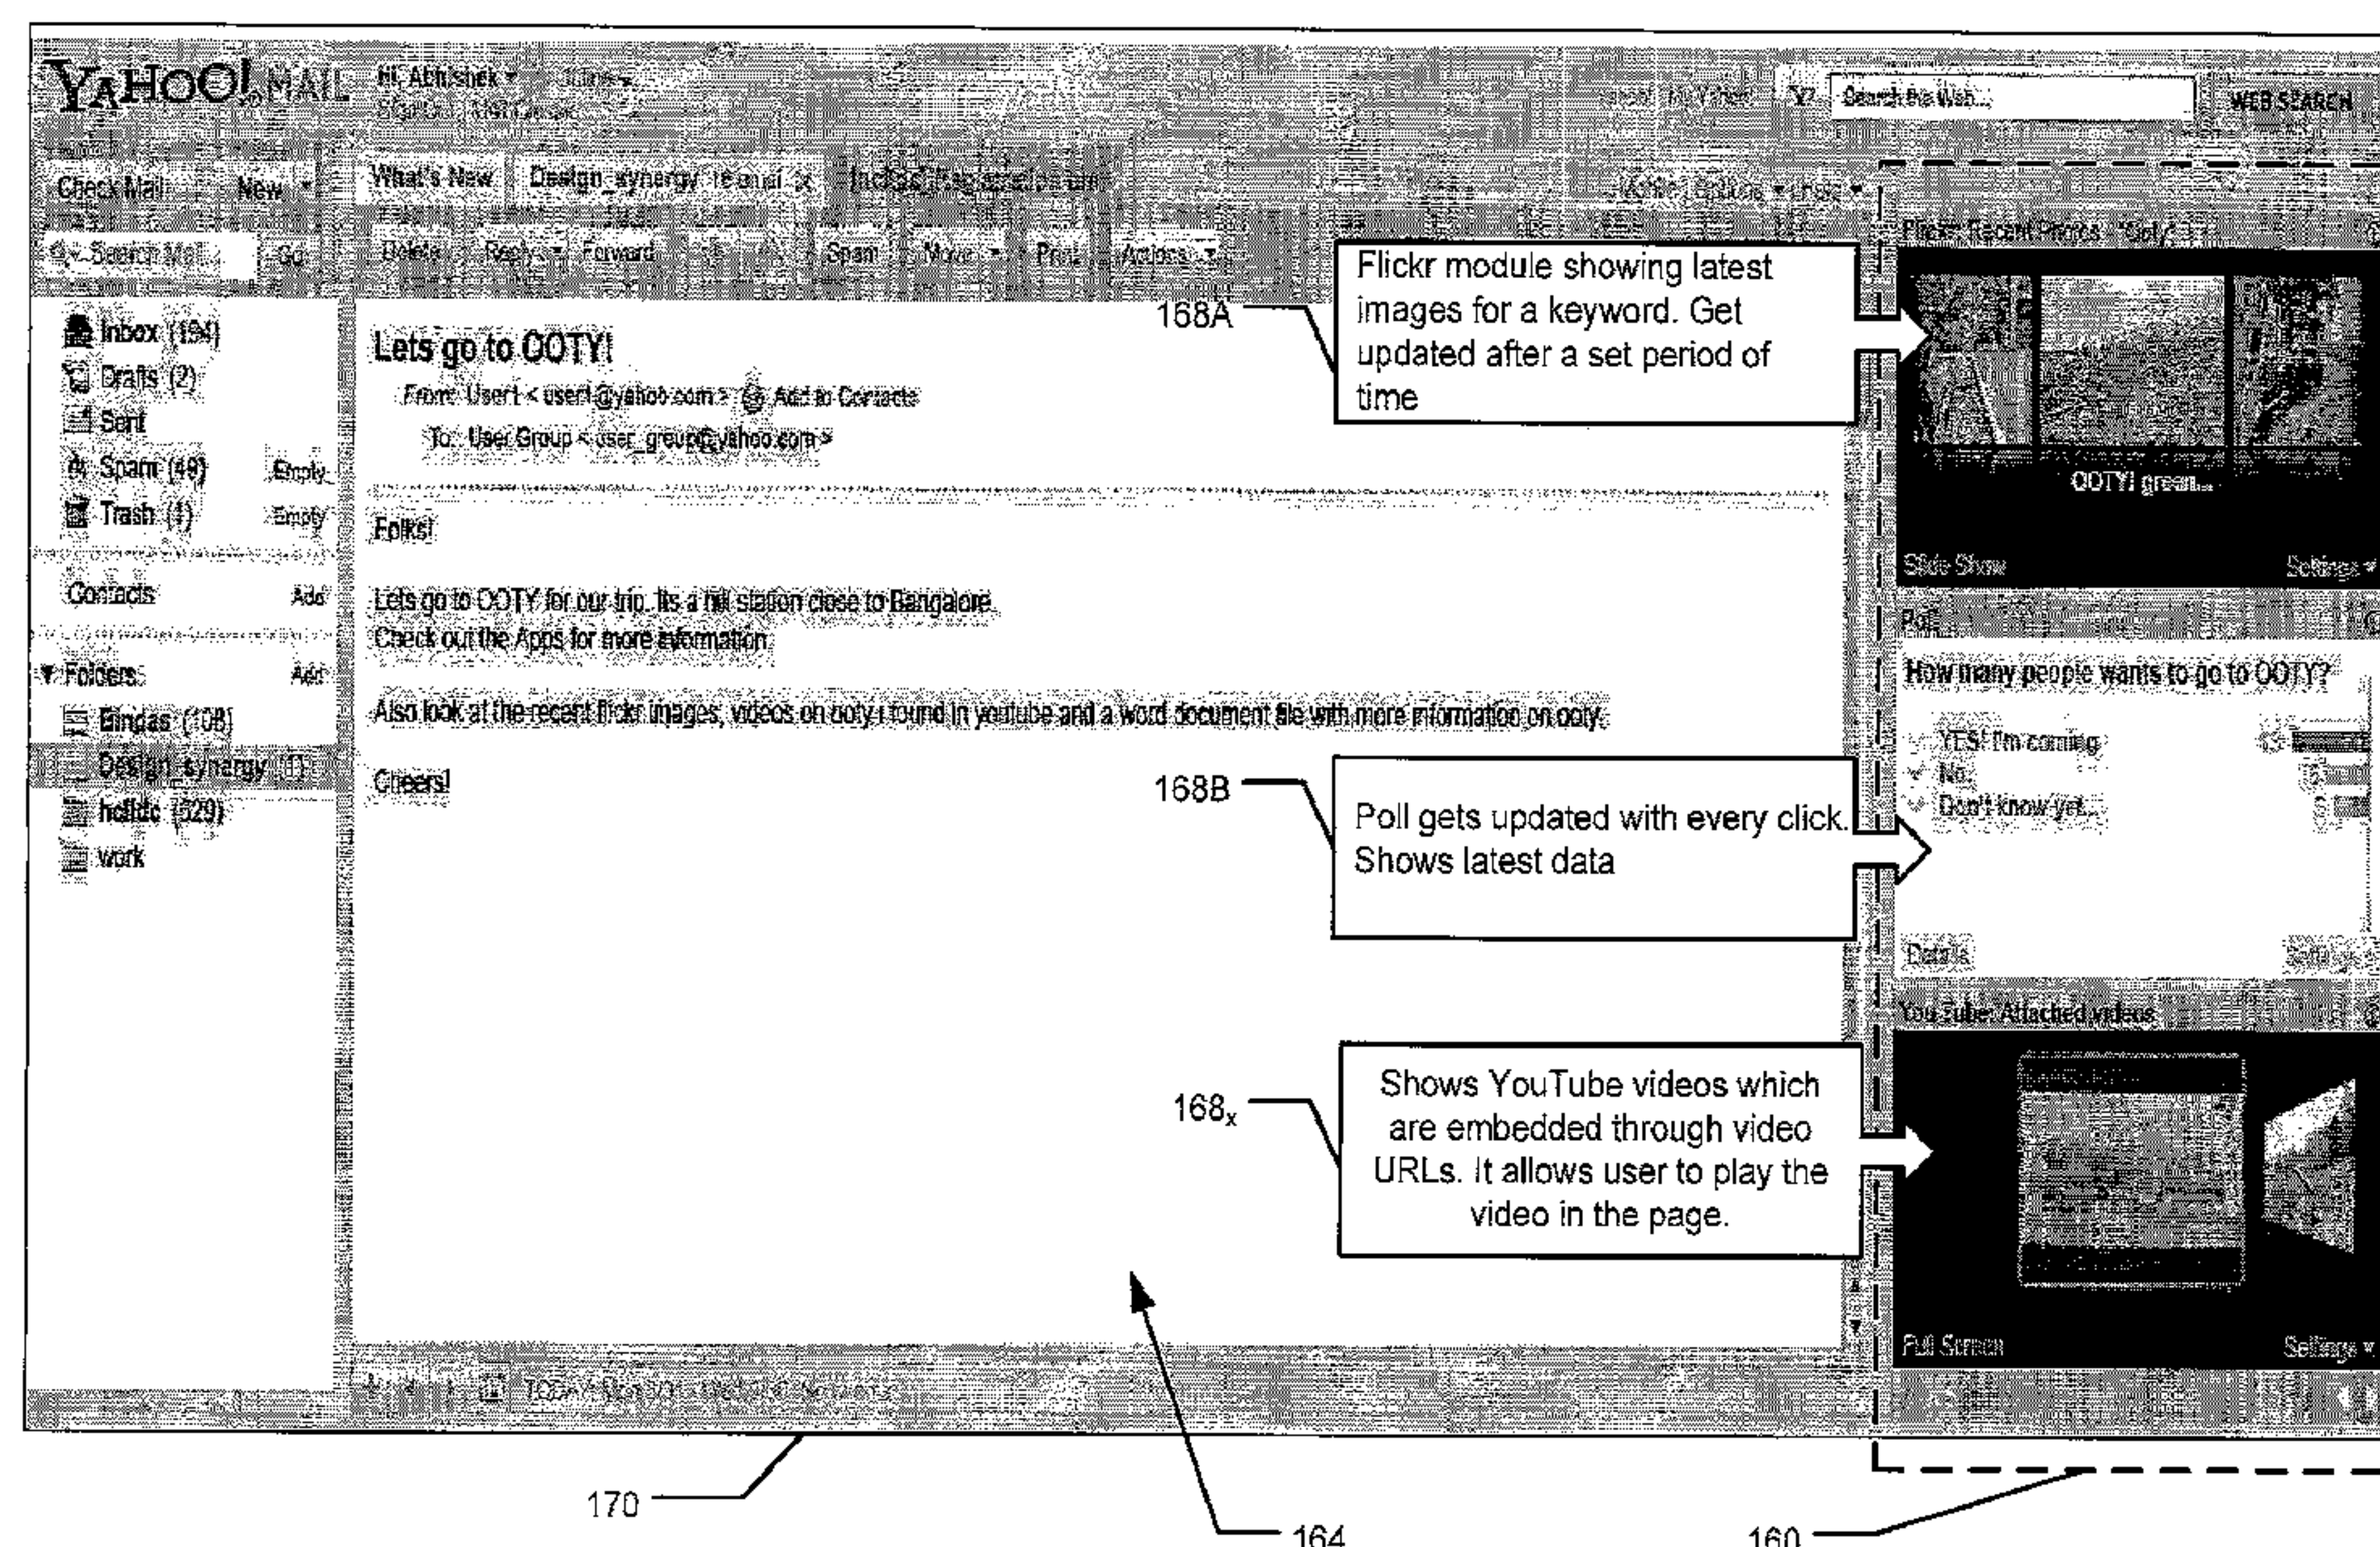 YAHOO! MAIL
Hi, Abhishek
Search the Web...
WEB SEARCH
Check Mail
New
What's New
Design_synergy
Search Mail
Go
Delete
Reply
Forward
Spam
Move
Print
Actions
Inbox (194)
Drafts (2)
Sent
Spam (49) Empty
Trash (1) Empty
Contacts Add
Folders Add
Bingas (108)
Design_synergy (1)
work
Lets go to OOTY!
From: User1 < user1@yahoo.com > Add to Contacts
To: User Group < user_group@yahoo.com >
Folks!
Lets go to OOTY for our trip. Its a hill station close to Bangalore.
Check out the Apps for more information.
Also look at the recent flickr images, videos on ooty i found in youtube and a word document file with more information on ooty.
Cheers!
168A
Flickr module showing latest
images for a keyword. Get
updated after a set period of
time
168B
Poll gets updated with every click.
Shows latest data
168x
Shows YouTube videos which
are embedded through video
URLs. It allows user to play the
video in the page.
Flickr: Recent Photos - "Ooty"
OOTY! green...
Slide Show
Settings
Poll
How many people wants to go to OOTY?
YES! I'm coming
No.
Don't know yet...
Details
You Tube: Attached videos
Full Screen
Settings
170
164
160